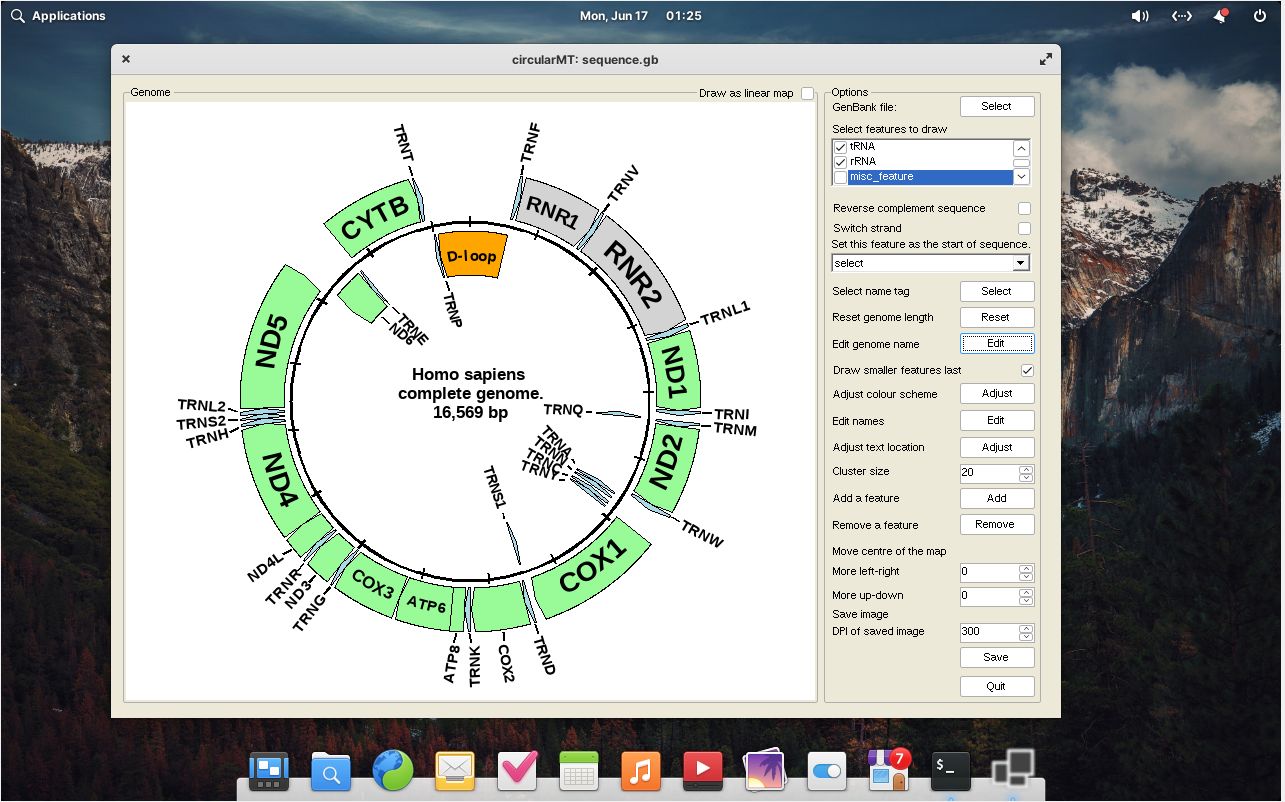 Applications
Mon, Jun 17 01:25
circularMT: sequence.gb
Genome
Draw as linear map
TRNT
TRNF
TRNV
CYTB
RNR1
RNR2
D-loop
TRNP
TRNE
ND6
TRNL1
ND5
ND1
Homo sapiens
complete genome.
16,569 bp
TRNL2
TRNS2
TRNH
TRNQ
TRNI
TRNM
ND4
ND2
TRNA
TRNN
TRNC
TRNY
TRNS1
TRNW
COX1
ND4L
TRNR
ND3
TRNG
COX3
ATP6
ATP8
TRNK
COX2
TRND
Options
GenBank file:
Select
Select features to draw
tRNA
rRNA
misc_feature
Reverse complement sequence
Switch strand
Set this feature as the start of sequence.
select
Select name tag
Select
Reset genome length
Reset
Edit genome name
Edit
Draw smaller features last
Adjust colour scheme
Adjust
Edit names
Edit
Adjust text location
Adjust
Cluster size
20
Add a feature
Add
Remove a feature
Remove
Move centre of the map
More left-right
0
More up-down
0
Save image
DPI of saved image
300
Save
Quit
7
$_